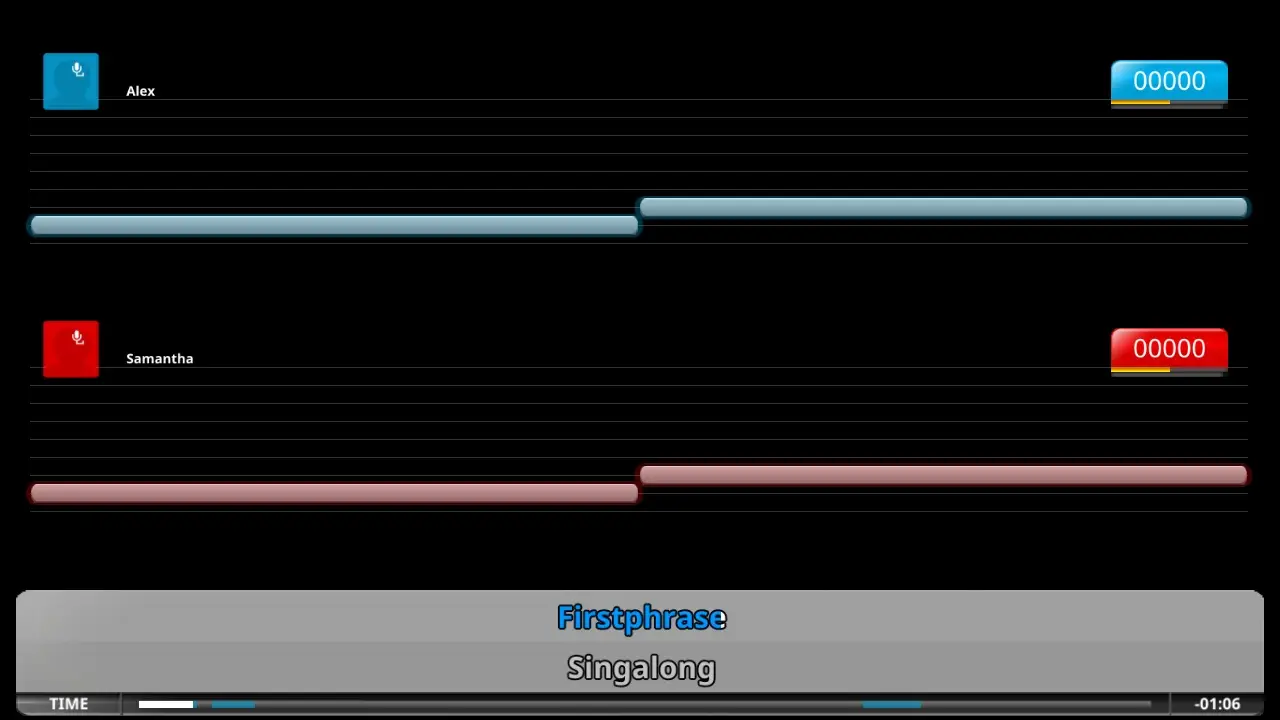 Alex
00000
Samantha
00000
Firstphrase
Singalong
TIME
-01:06